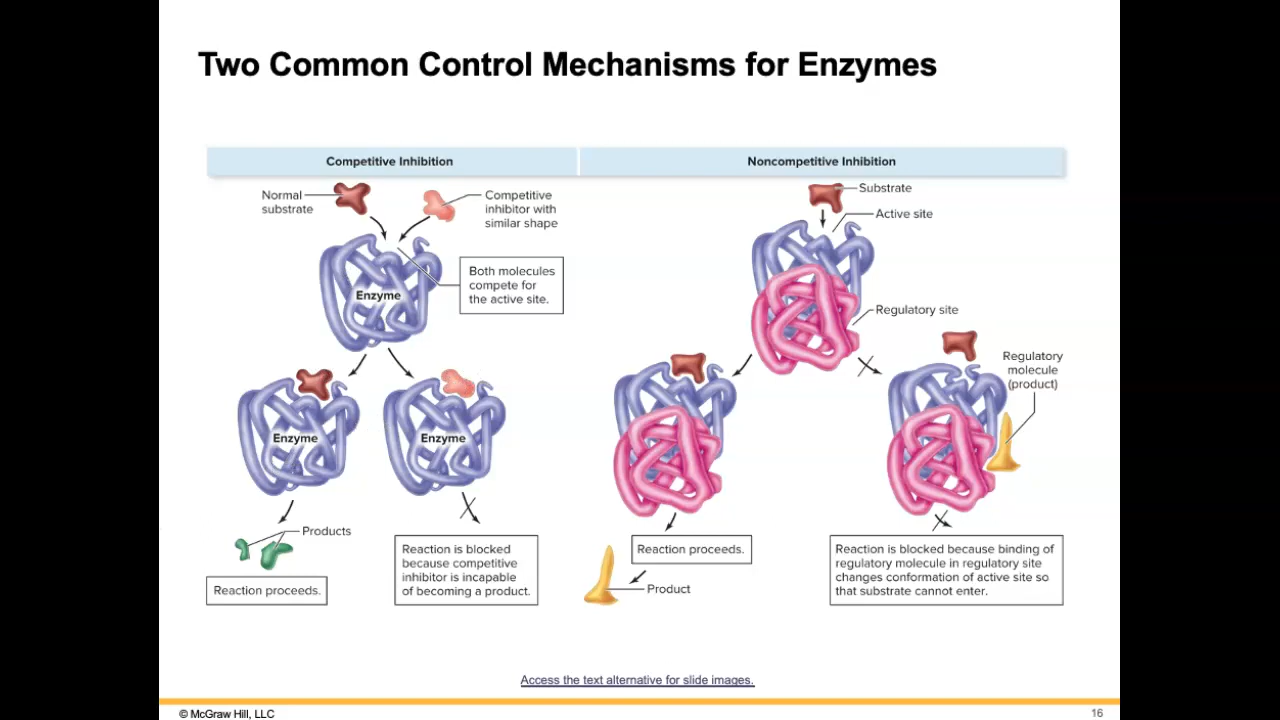 Two Common Control Mechanisms for Enzymes
Competitive Inhibition
Normal
substrate
Competitive
inhibitor with
similar shape
Both molecules
compete for
the active site.
Enzyme
Enzyme
Enzyme
Products
Reaction proceeds.
Reaction is blocked
because competitive
inhibitor is incapable
of becoming a product.
Noncompetitive Inhibition
Substrate
Active site
Regulatory site
Regulatory
molecule
(product)
Reaction proceeds.
Product
Reaction is blocked because binding of
regulatory molecule in regulatory site
changes conformation of active site so
that substrate cannot enter.
Access the text alternative for slide images.
© McGraw Hill, LLC
16